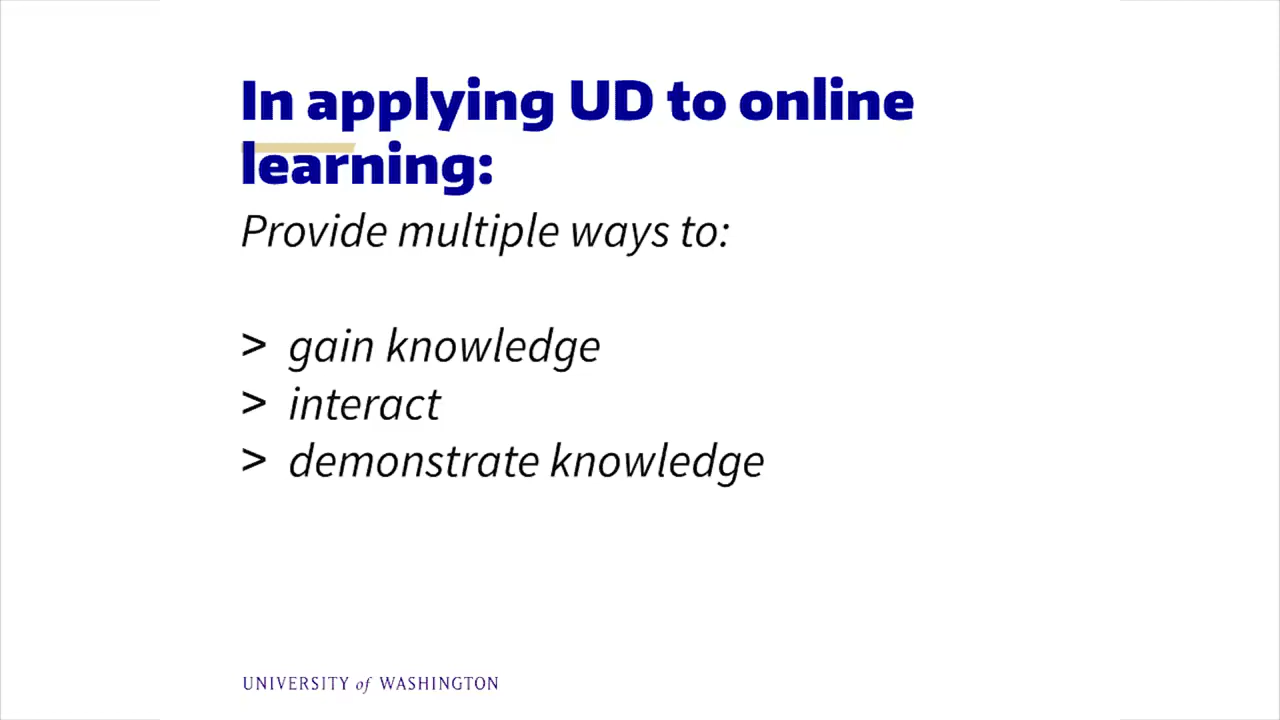 In applying UD to online
learning:
Provide multiple ways to:
> gain knowledge
> interact
> demonstrate knowledge
UNIVERSITY of WASHINGTON